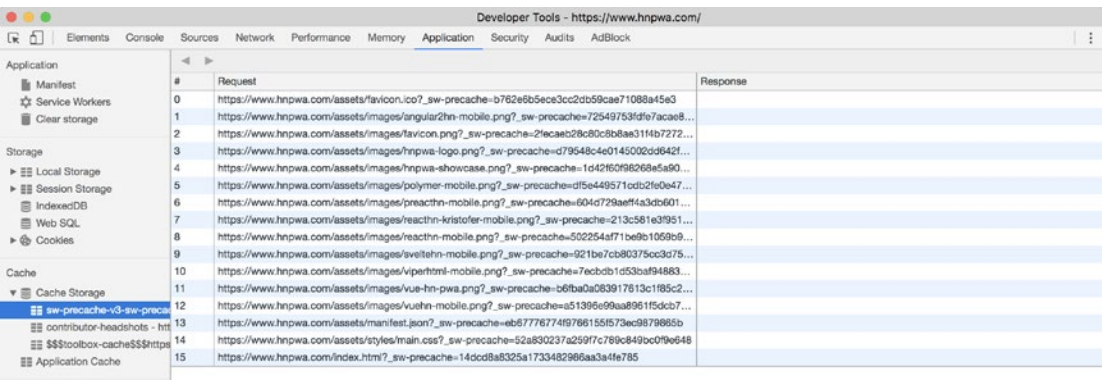 Developer Tools - https://www.hnpwa.com/
Elements Console Sources Network Performance Memory Application Security Audits AdBlock
Application
Manifest
Service Workers
Clear storage
Storage
Local Storage
Session Storage
IndexedDB
Web SQL
Cookies
Cache
Cache Storage
sw-precache-v3-sw-precac
contributor-headshots - htt
$$$toolbox-cache$$$https
Application Cache
# Request Response
0 https://www.hnpwa.com/assets/favicon.ico?_sw-precache=b762e6b5ece3cc2db59cae71088a45e3
1 https://www.hnpwa.com/assets/images/angular2hn-mobile.png?_sw-precache=72549753fdfe7acae8...
2 https://www.hnpwa.com/assets/images/favicon.png?_sw-precache=2fecaeb28c80c8b8ae31f4b7272...
3 https://www.hnpwa.com/assets/images/hnpwa-logo.png?_sw-precache=d79548c4e0145002dd642f...
4 https://www.hnpwa.com/assets/images/hnpwa-showcase.png?_sw-precache=1d42f60f98268e5a90...
5 https://www.hnpwa.com/assets/images/polymer-mobile.png?_sw-precache=df5e449571cdb2fe0e47...
6 https://www.hnpwa.com/assets/images/preacthn-mobile.png?_sw-precache=604d729aeff4a3db601...
7 https://www.hnpwa.com/assets/images/reacthn-kristofer-mobile.png?_sw-precache=213c581e3f951...
8 https://www.hnpwa.com/assets/images/reacthn-mobile.png?_sw-precache=502254af71be9b1059b9...
9 https://www.hnpwa.com/assets/images/sveltehn-mobile.png?_sw-precache=921be7cb80375cc3d75...
10 https://www.hnpwa.com/assets/images/viperhtml-mobile.png?_sw-precache=7ecbdb1d53baf94883...
11 https://www.hnpwa.com/assets/images/vue-hn-pwa.png?_sw-precache=b6fba0a083917613c1f85c2...
12 https://www.hnpwa.com/assets/images/vuehn-mobile.png?_sw-precache=a51396e99aa8961f5dcb7...
13 https://www.hnpwa.com/assets/manifest.json?_sw-precache=eb67776774f9766155f573ec9879865b
14 https://www.hnpwa.com/assets/styles/main.css?_sw-precache=52a830237a259f7c789c849bc0f9e648
15 https://www.hnpwa.com/index.html?_sw-precache=14dcd8a8325a1733482986aa3a4fe785